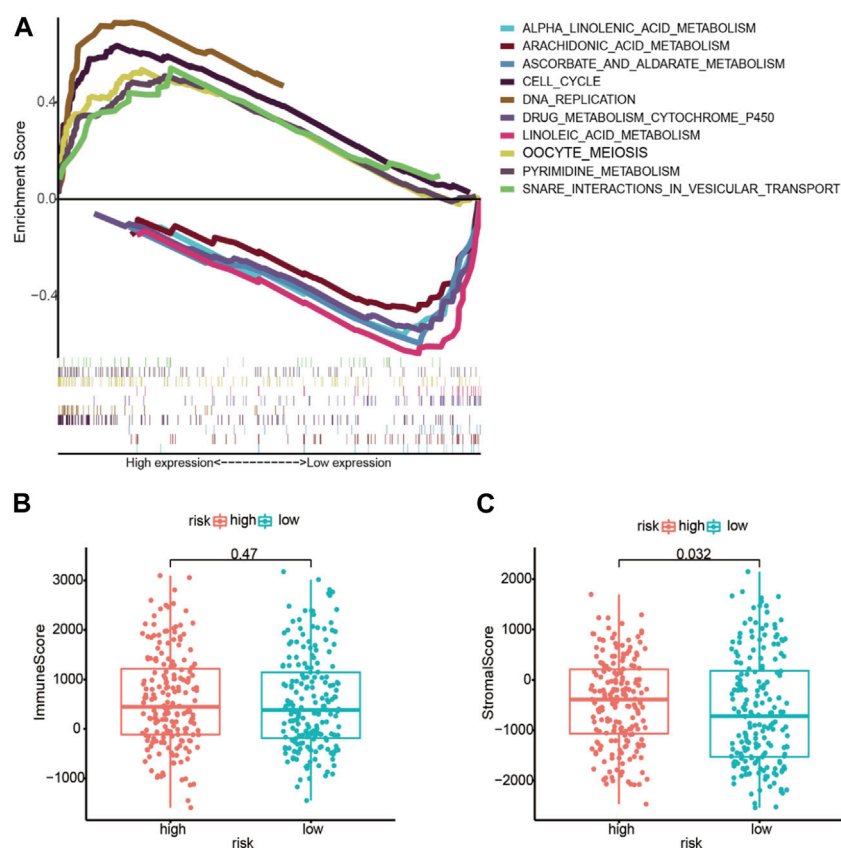 A
Enrichment Score
0.4
0.0
−0.4
ALPHA_LINOLENIC_ACID_METABOLISM
ARACHIDONIC_ACID_METABOLISM
ASCORBATE_AND_ALDARATE_METABOLISM
CELL_CYCLE
DNA_REPLICATION
DRUG_METABOLISM_CYTOCHROME_P450
LINOLEIC_ACID_METABOLISM
OOCYTE_MEIOSIS
PYRIMIDINE_METABOLISM
SNARE_INTERACTIONS_IN_VESICULAR_TRANSPORT
High expression<----------->Low expression
B
risk high low
0.47
ImmuneScore
3000
2000
1000
0
−1000
high low
risk
C
risk high low
0.032
StromalScore
2000
1000
0
−1000
−2000
high low
risk